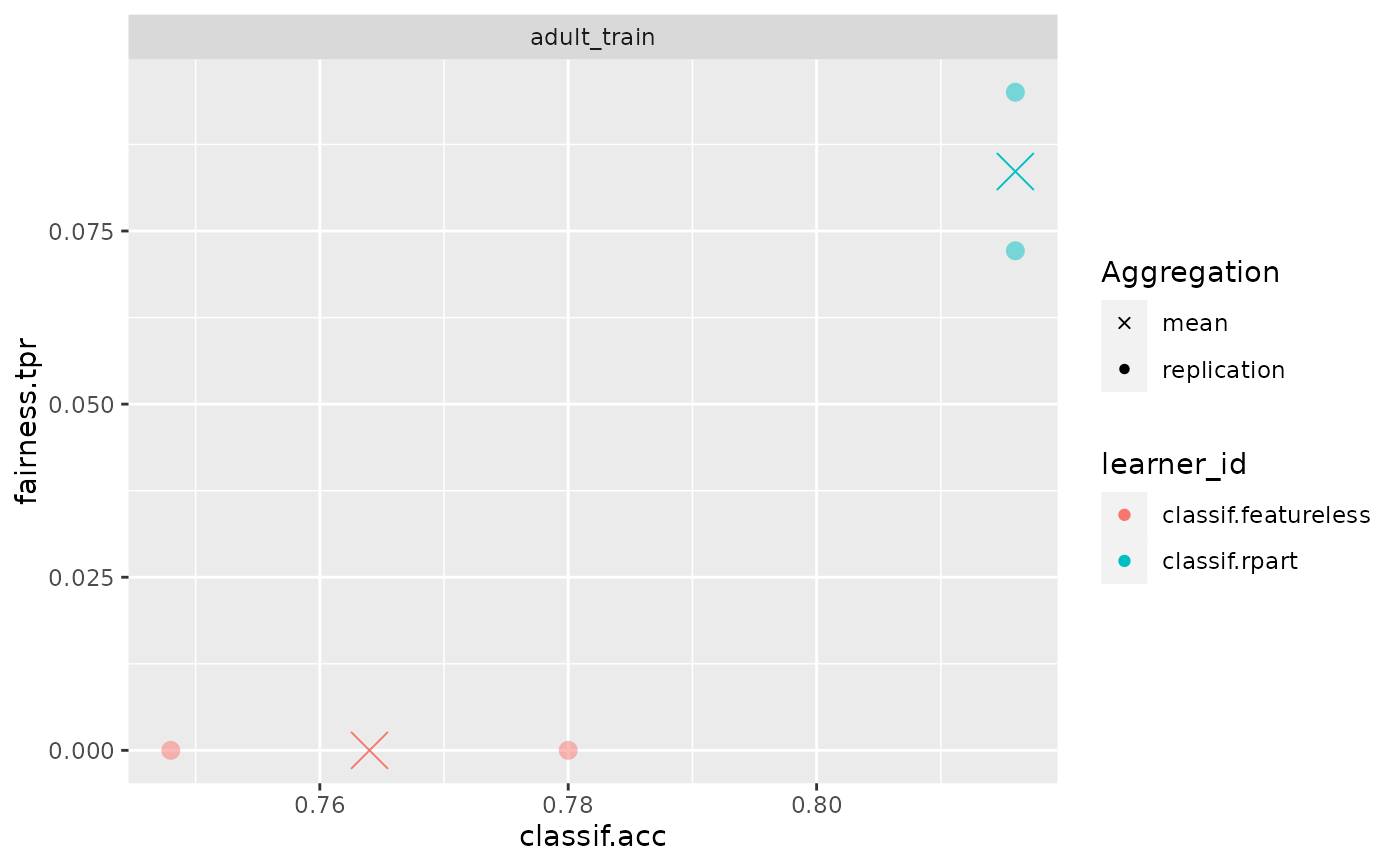 adult_train
0.075
0.050
0.025
0.000
fairness.tpr
0.76
0.78
0.80
classif.acc
Aggregation
mean
replication
learner_id
classif.featureless
classif.rpart